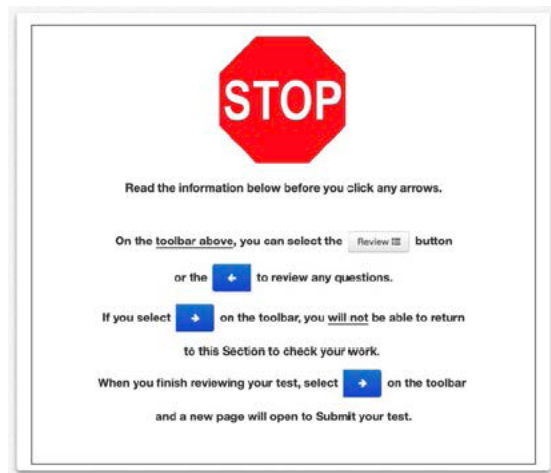 STOP
Read the information below before you click any arrows.
On the toolbar above, you can select the Review button
or the ← to review any questions.
If you select → on the toolbar, you will not be able to return
to this Section to check your work.
When you finish reviewing your test, select → on the toolbar
and a new page will open to Submit your test.